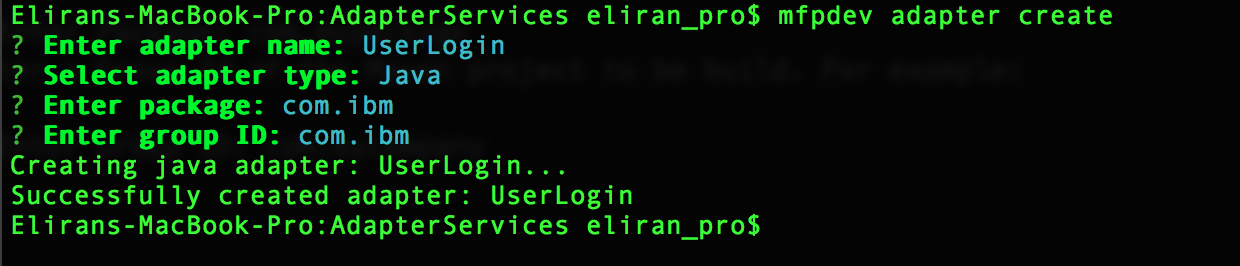 Elirans-MacBook-Pro:AdapterServices eliran_pro$ mfpdev adapter create
? Enter adapter name: UserLogin
? Select adapter type: Java
? Enter package: com.ibm
? Enter group ID: com.ibm
Creating java adapter: UserLogin...
Successfully created adapter: UserLogin
Elirans-MacBook-Pro:AdapterServices eliran_pro$